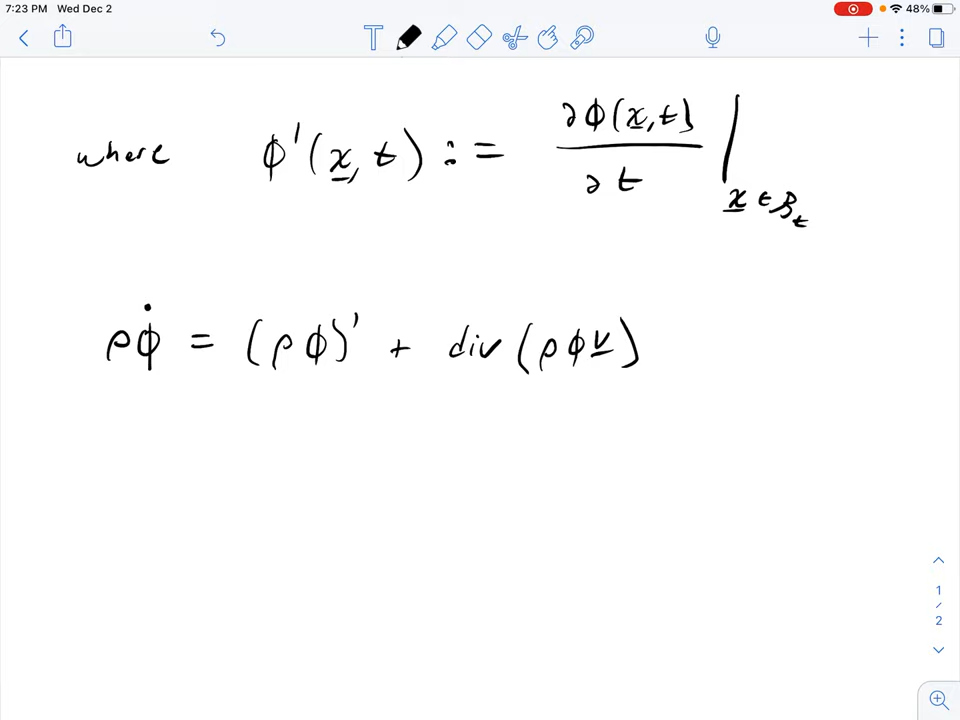 7:23 PM Wed Dec 2 48%
T
where ϕ'(x̲, t) := ∂ϕ(x̲, t) / ∂t |_{x̲ ∈ ℬ_t}
ρϕ̇ = (ρϕ)' + div(ρϕv̲)
1
/
2